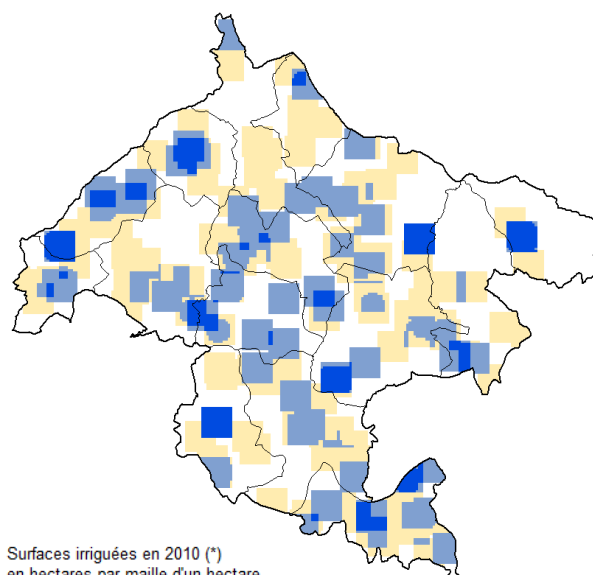 Surfaces irriguées en 2010 (*)
en hectares par maille d'un hectare